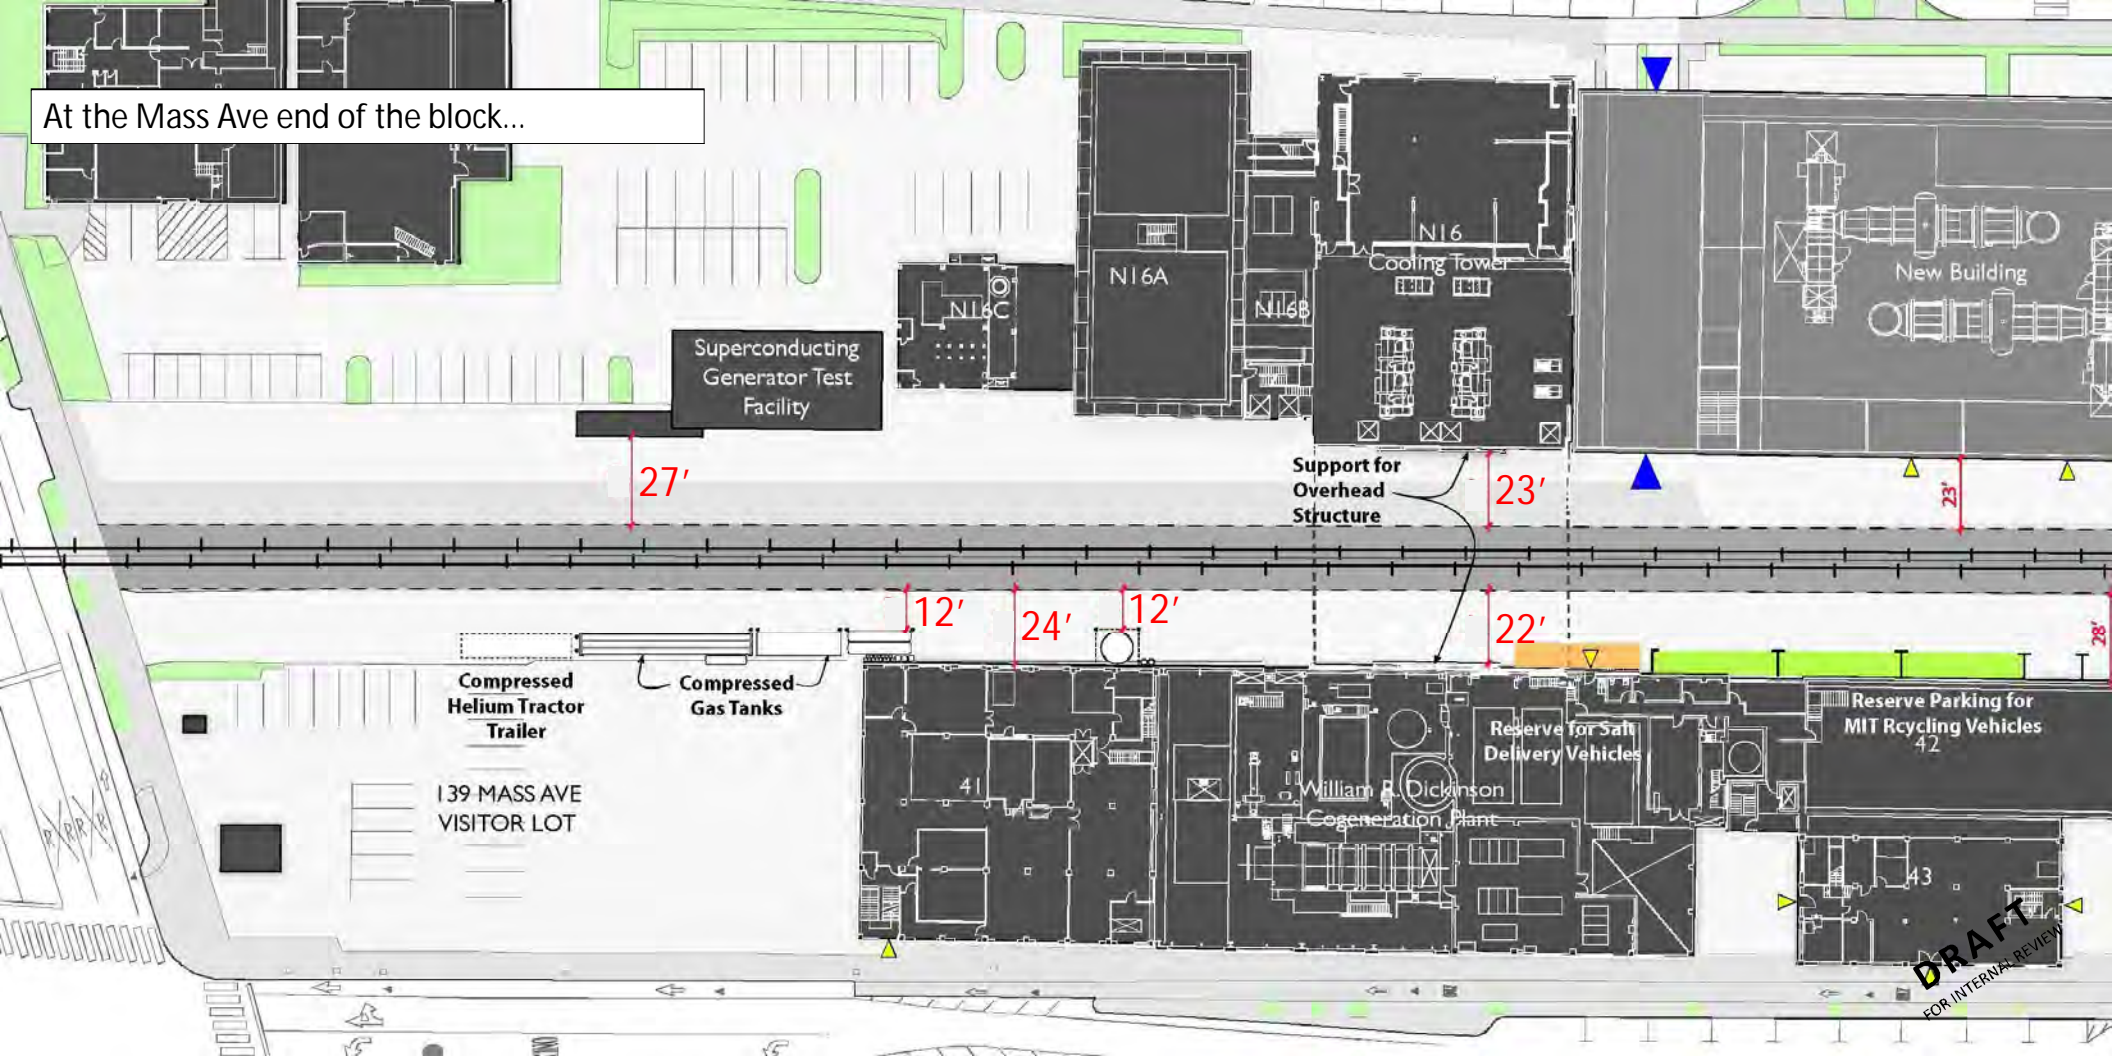 At the Mass Ave end of the block...
N16
Cooling Tower
N16A
N16B
N16C
New Building
Superconducting
Generator Test
Facility
27'
Support for
Overhead
Structure
23'
23'
12'
24'
12'
22'
28'
Compressed
Helium Tractor
Trailer
Compressed
Gas Tanks
Reserve for Salt
Delivery Vehicles
Reserve Parking for
MIT Rcycling Vehicles
42
41
William R. Dickinson
Cogeneration Plant
139 MASS AVE
VISITOR LOT
43
R
R
R
R
DRAFT
FOR INTERNAL REVIEW